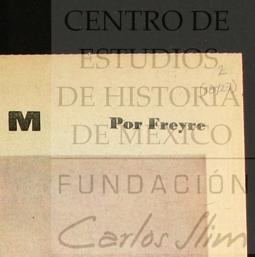 CENTRO DE
ESTUDIOS
DE HISTORIA
DE MÉXICO
M
Por Freyre
FUNDACIÓN
Carlos Slim